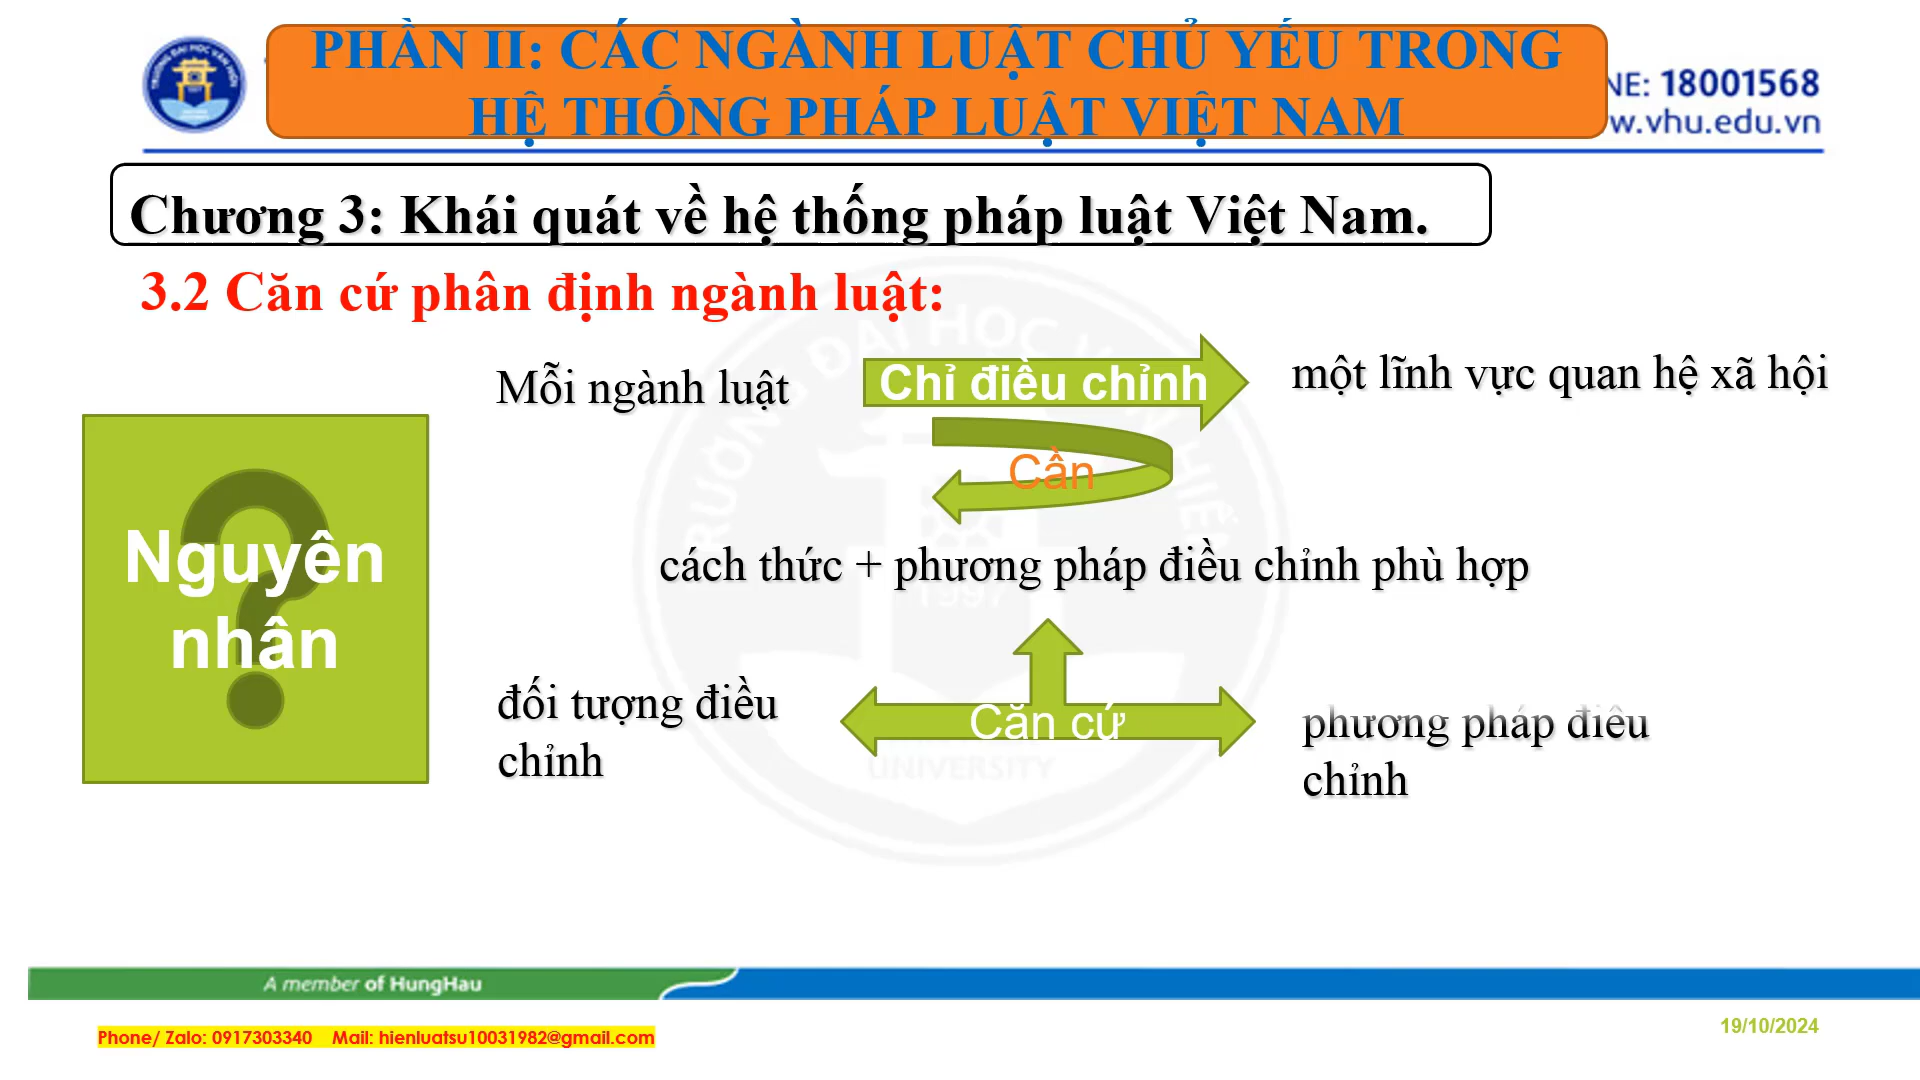 PHẦN II: CÁC NGÀNH LUẬT CHỦ YẾU TRONG
HỆ THỐNG PHÁP LUẬT VIỆT NAM
NE: 18001568
w.vhu.edu.vn
Chương 3: Khái quát về hệ thống pháp luật Việt Nam.
3.2 Căn cứ phân định ngành luật:
Mỗi ngành luật
Chỉ điều chỉnh
một lĩnh vực quan hệ xã hội
Cần
Nguyên
nhân
cách thức + phương pháp điều chỉnh phù hợp
đối tượng điều
chỉnh
Căn cứ
phương pháp điều
chỉnh
1997
UNIVERSITY
A member of HungHau
Phone/ Zalo: 0917303340 Mail: hienluatsu10031982@gmail.com
19/10/2024